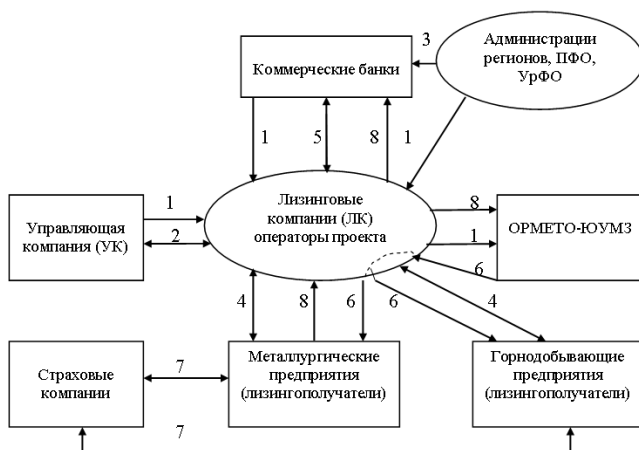 3
Администрации
регионов, ПФО,
УрФО
Коммерческие банки
1
5
8
1
Лизинговые
компании (ЛК)
операторы проекта
Управляющая
компания (УК)
1
2
8
1
6
ОРМЕТО-ЮУМЗ
4
8
6
6
4
Страховые
компании
7
Металлургические
предприятия
(лизингополучатели)
Горнодобывающие
предприятия
(лизингополучатели)
7